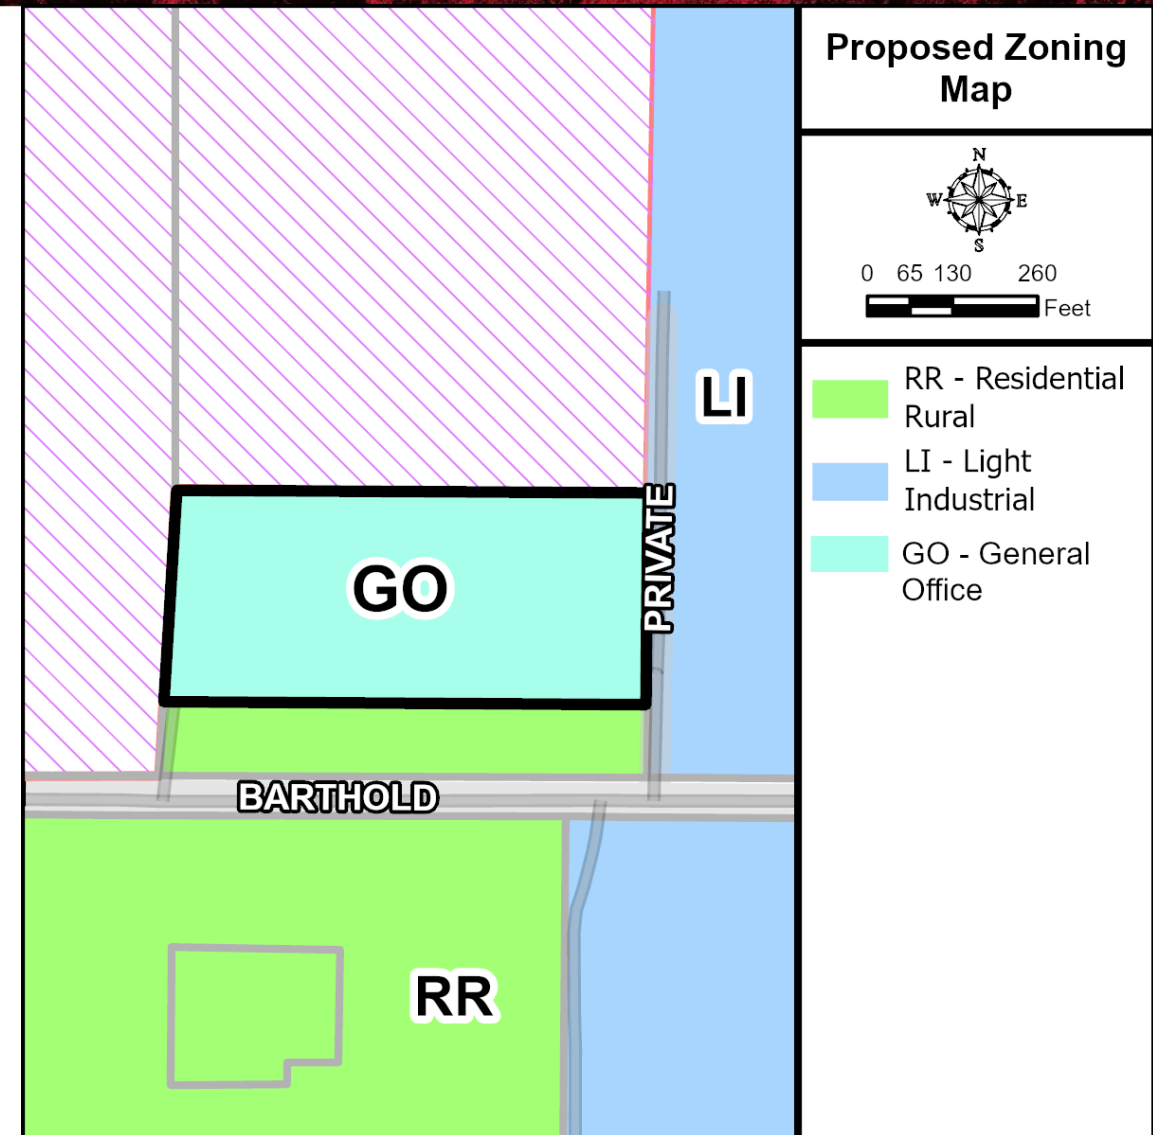 Proposed Zoning
Map
N
W E
S
0 65 130 260
Feet
RR - Residential
Rural
LI - Light
Industrial
GO - General
Office
LI
PRIVATE
GO
BARTHOLD
RR